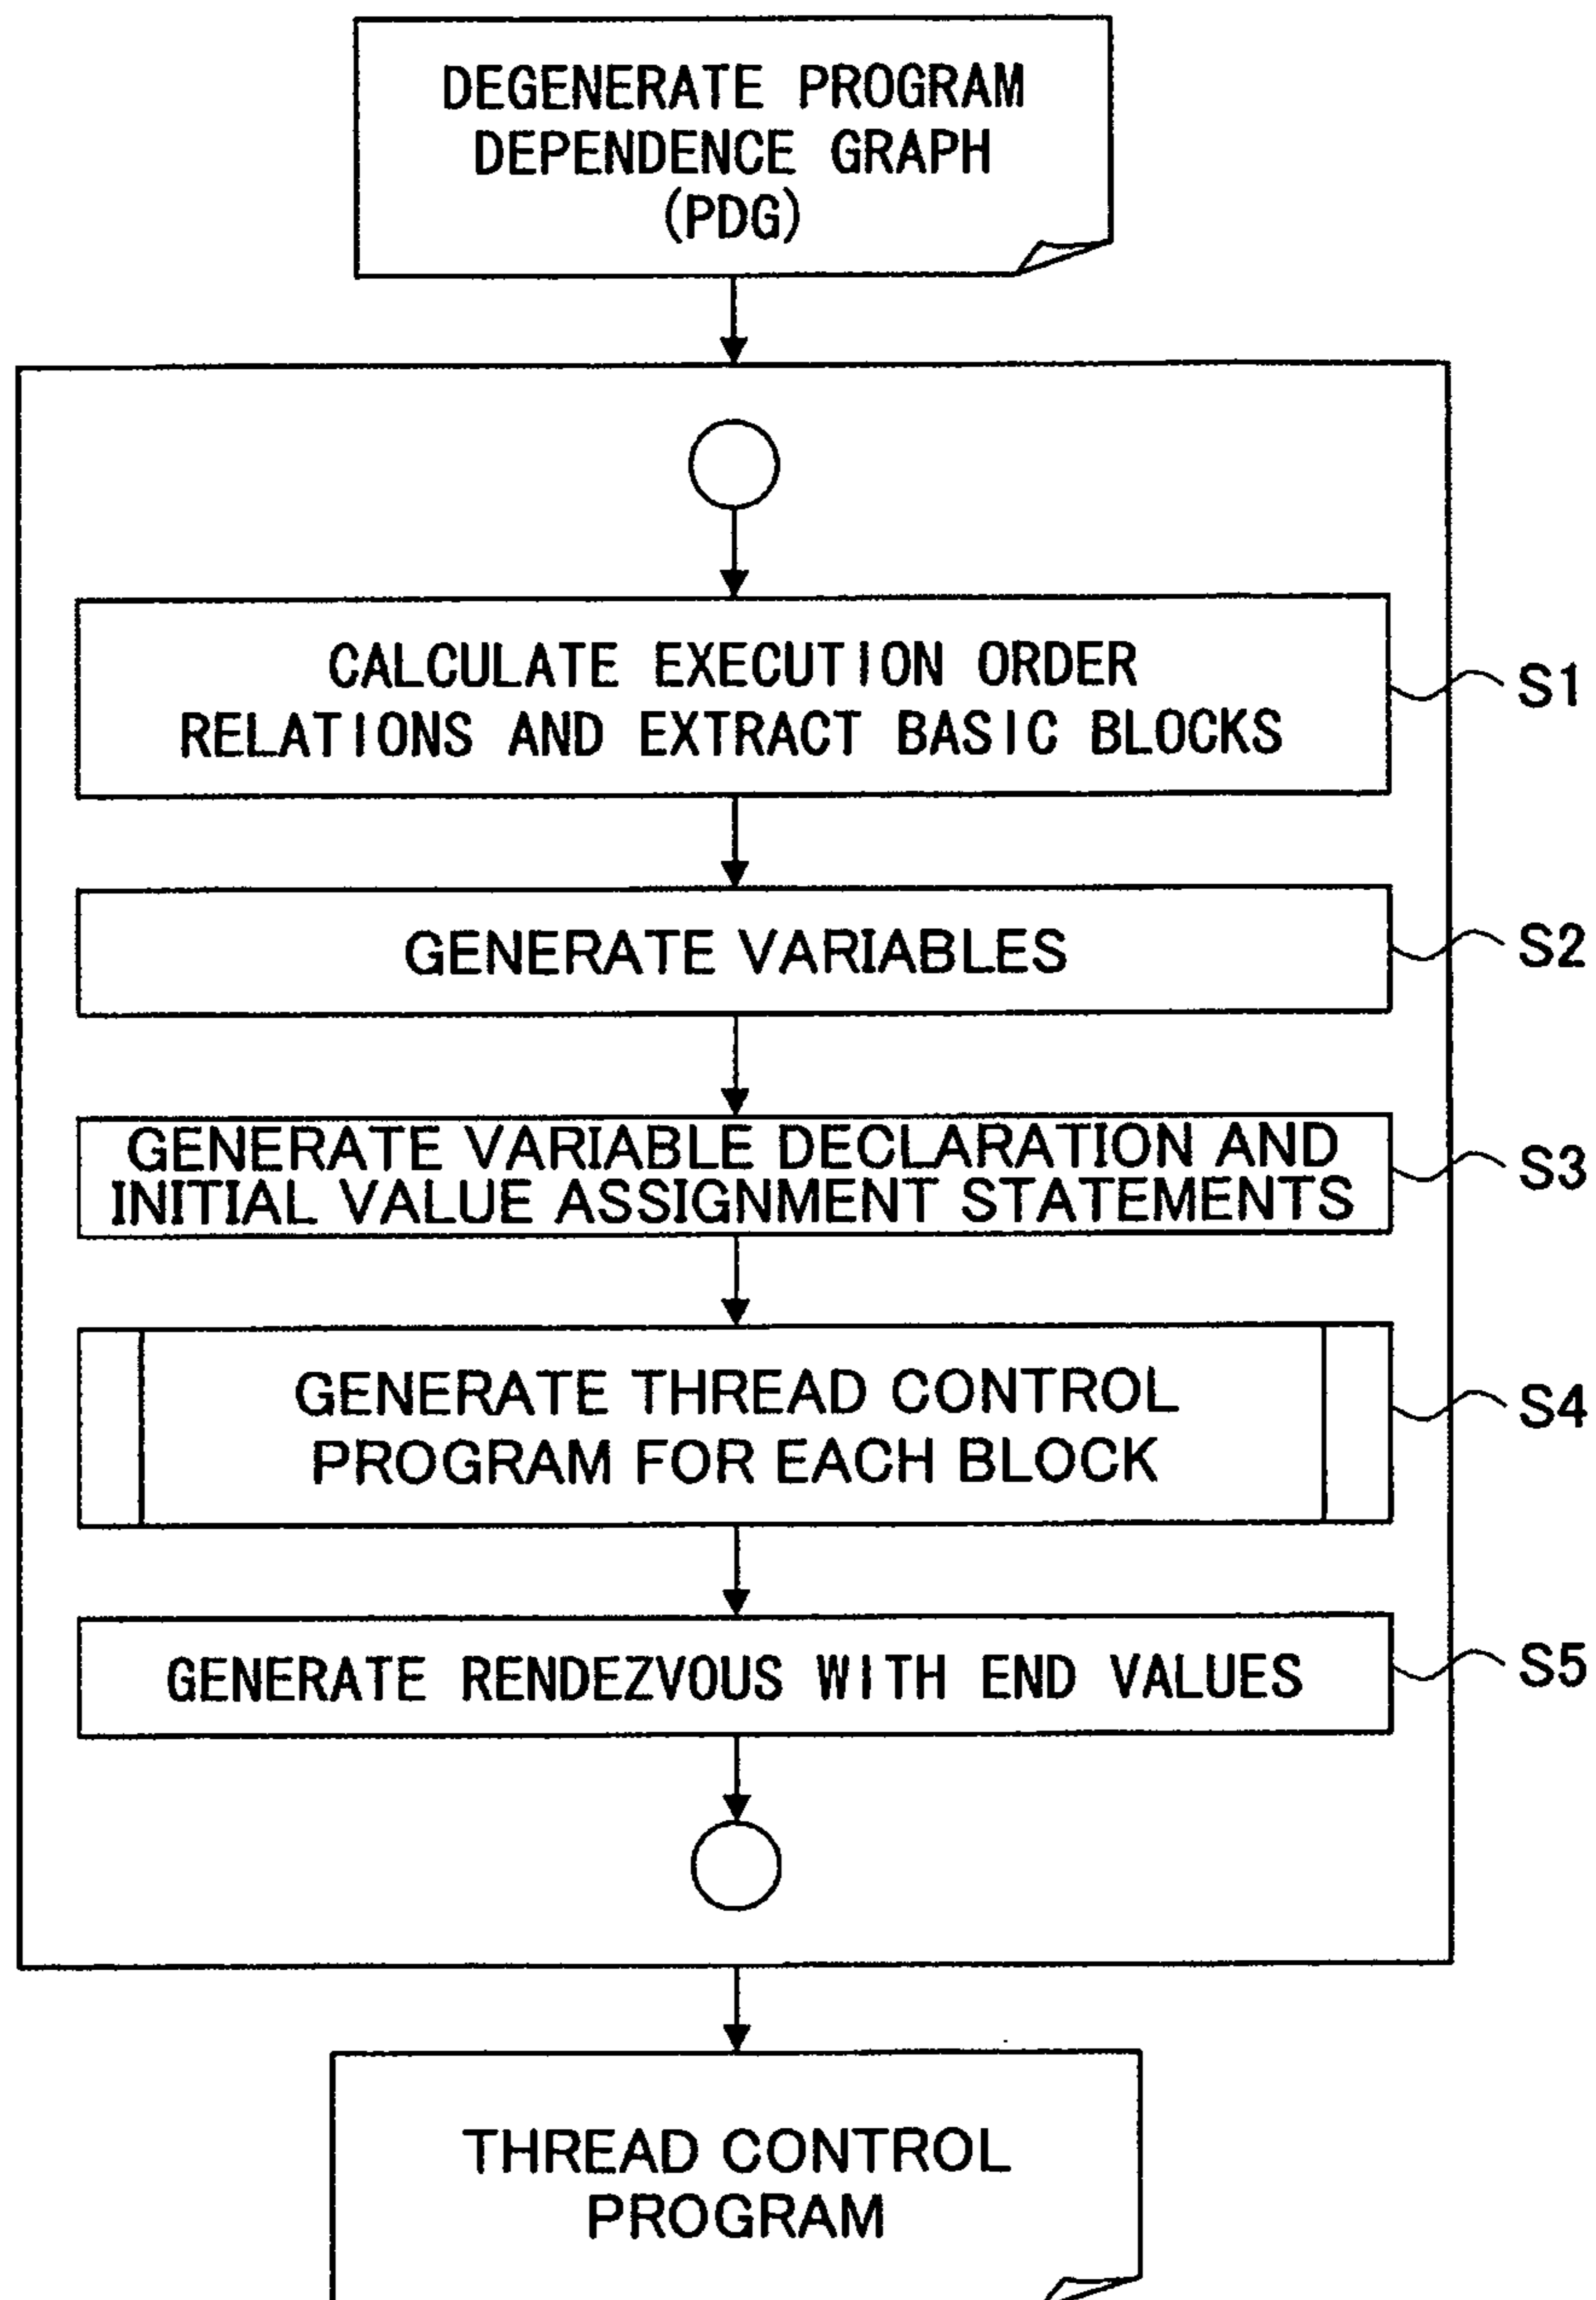 DEGENERATE PROGRAM
DEPENDENCE GRAPH
(PDG)
CALCULATE EXECUTION ORDER
RELATIONS AND EXTRACT BASIC BLOCKS
S1
GENERATE VARIABLES
S2
GENERATE VARIABLE DECLARATION AND
INITIAL VALUE ASSIGNMENT STATEMENTS
S3
GENERATE THREAD CONTROL
PROGRAM FOR EACH BLOCK
S4
GENERATE RENDEZVOUS WITH END VALUES
S5
THREAD CONTROL
PROGRAM